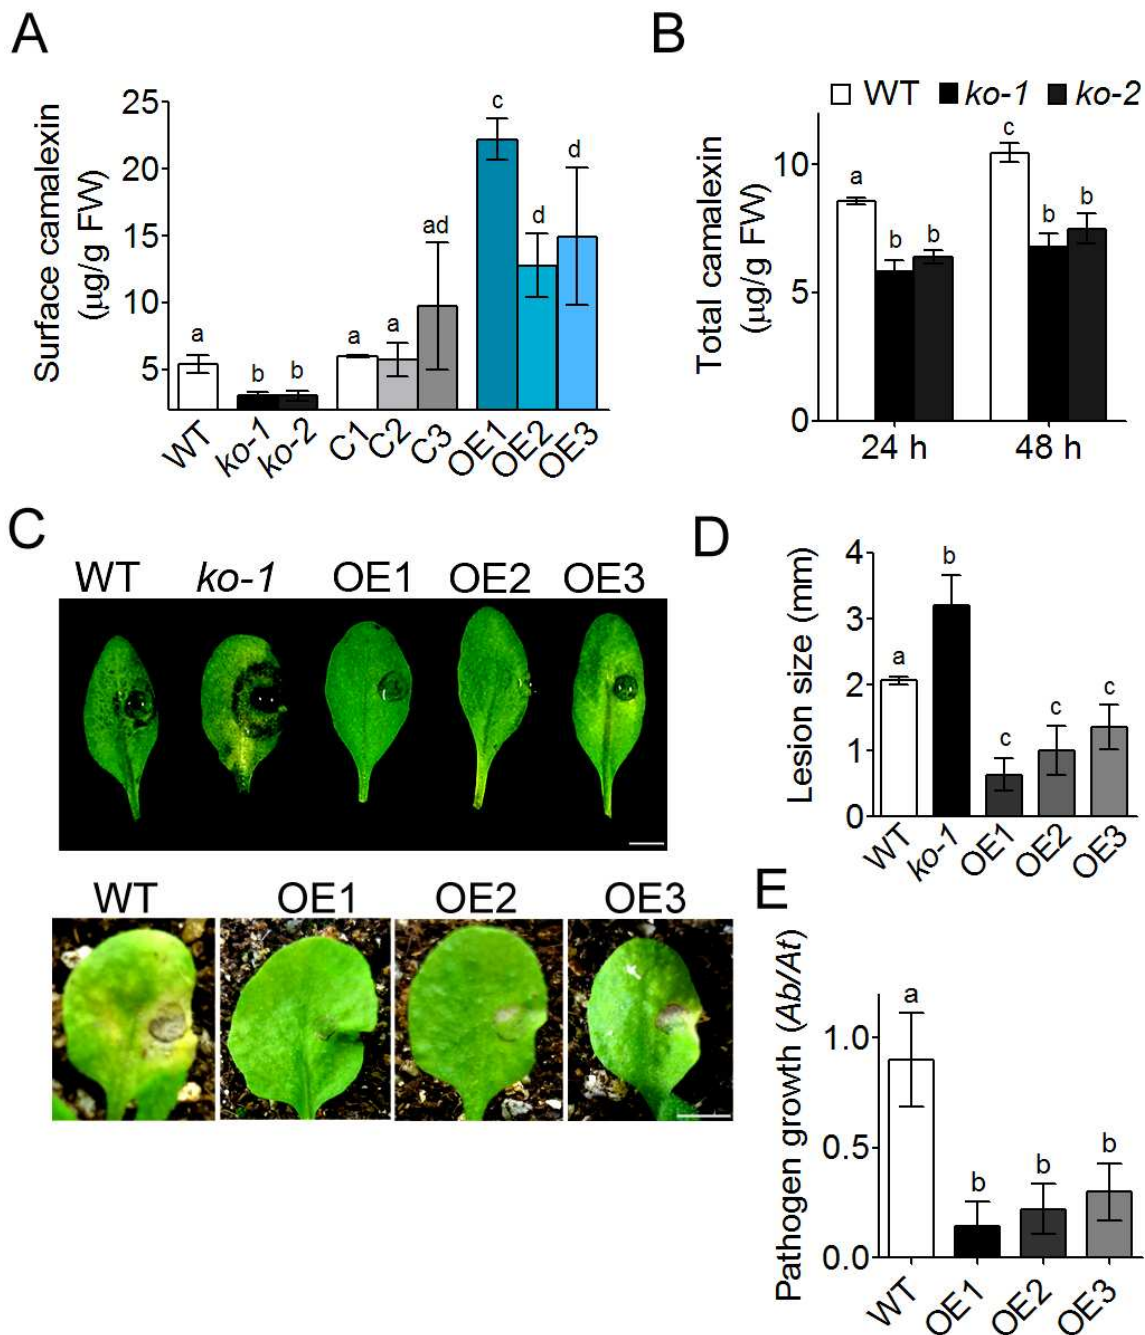 A
Surface camalexin
(µg/g FW)
25
20
15
10
5
a
b
b
a
a
ad
c
d
d
WT
ko-1
ko-2
C1
C2
C3
OE1
OE2
OE3
B
WT ko-1 ko-2
Total camalexin
(µg/g FW)
10
5
0
a
b
b
c
b
b
24 h
48 h
C
WT ko-1 OE1 OE2 OE3
WT OE1 OE2 OE3
D
Lesion size (mm)
4
3
2
1
0
a
b
c
c
c
WT
ko-1
OE1
OE2
OE3
E
Pathogen growth (Ab/At)
1.0
0.5
0.0
a
b
b
b
WT
OE1
OE2
OE3